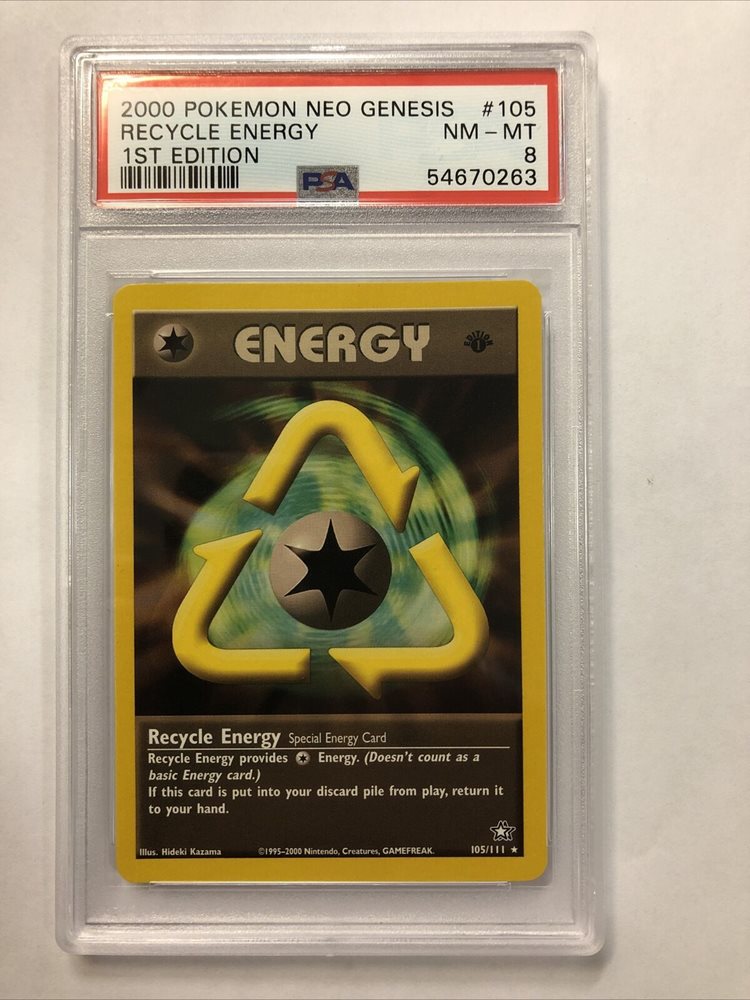 2000 POKEMON NEO GENESIS #105
RECYCLE ENERGY NM - MT
1ST EDITION 8
PSA 54670263
ENERGY EDITION 1
Recycle Energy Special Energy Card
Recycle Energy provides Energy. (Doesn't count as a
basic Energy card.)
If this card is put into your discard pile from play, return it
to your hand.
Illus. Hideki Kazama ©1995–2000 Nintendo, Creatures, GAMEFREAK. 105/111 ★